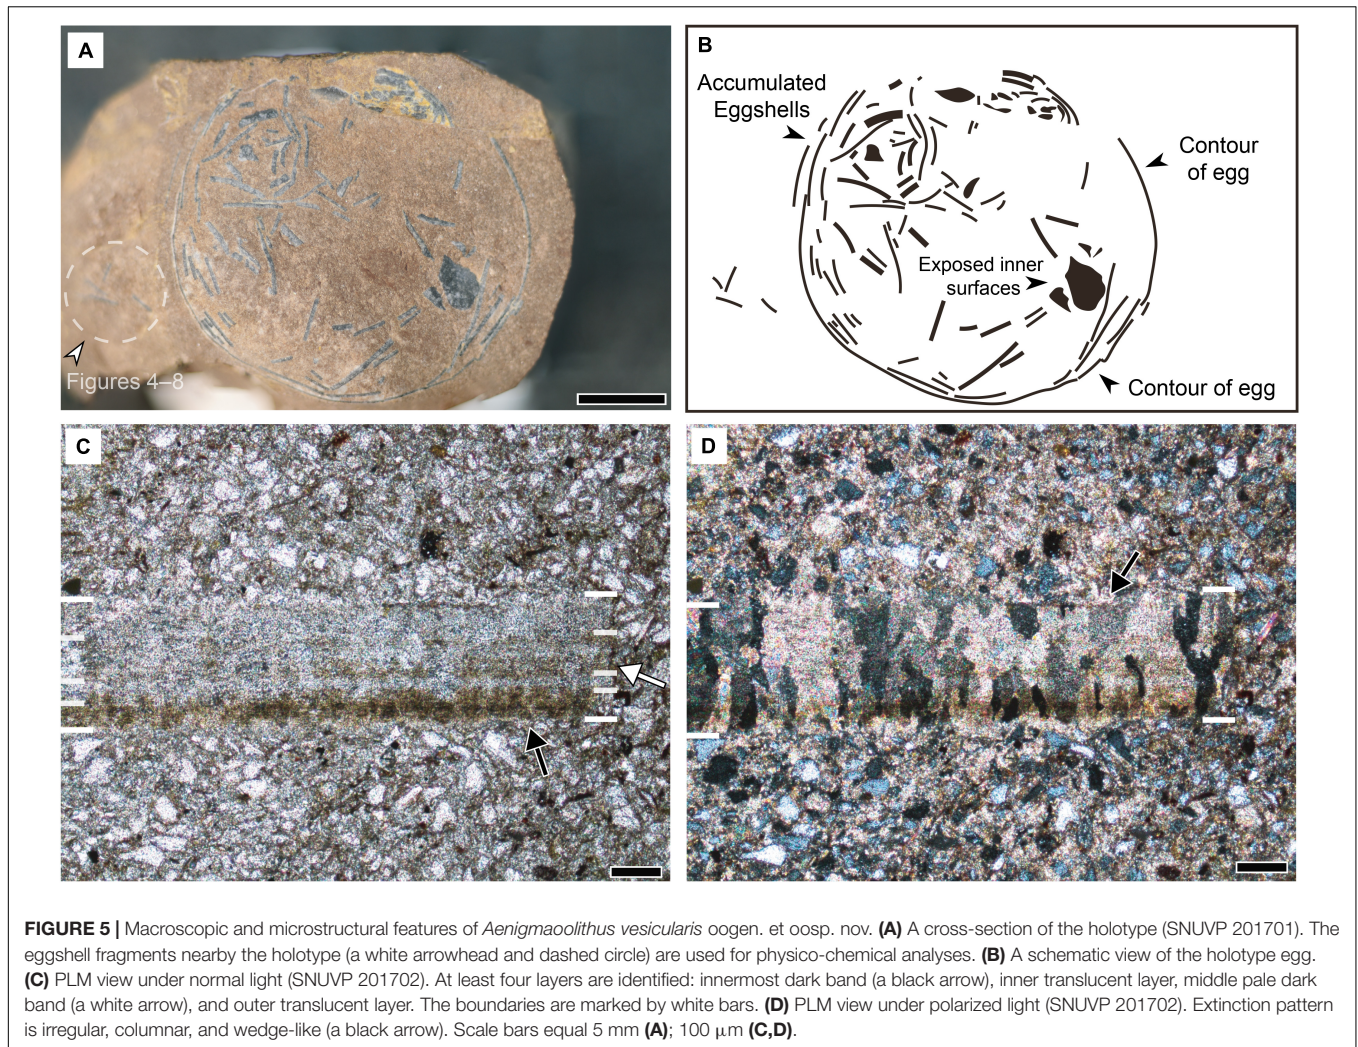 A
Figures 4–8
B
Accumulated
Eggshells
Contour
of egg
Exposed inner
surfaces
Contour of egg
C
D
FIGURE 5 | Macroscopic and microstructural features of Aenigmaoolithus vesicularis oogen. et oosp. nov. (A) A cross-section of the holotype (SNUVP 201701). The
eggshell fragments nearby the holotype (a white arrowhead and dashed circle) are used for physico-chemical analyses. (B) A schematic view of the holotype egg.
(C) PLM view under normal light (SNUVP 201702). At least four layers are identified: innermost dark band (a black arrow), inner translucent layer, middle pale dark
band (a white arrow), and outer translucent layer. The boundaries are marked by white bars. (D) PLM view under polarized light (SNUVP 201702). Extinction pattern
is irregular, columnar, and wedge-like (a black arrow). Scale bars equal 5 mm (A); 100 μm (C,D).